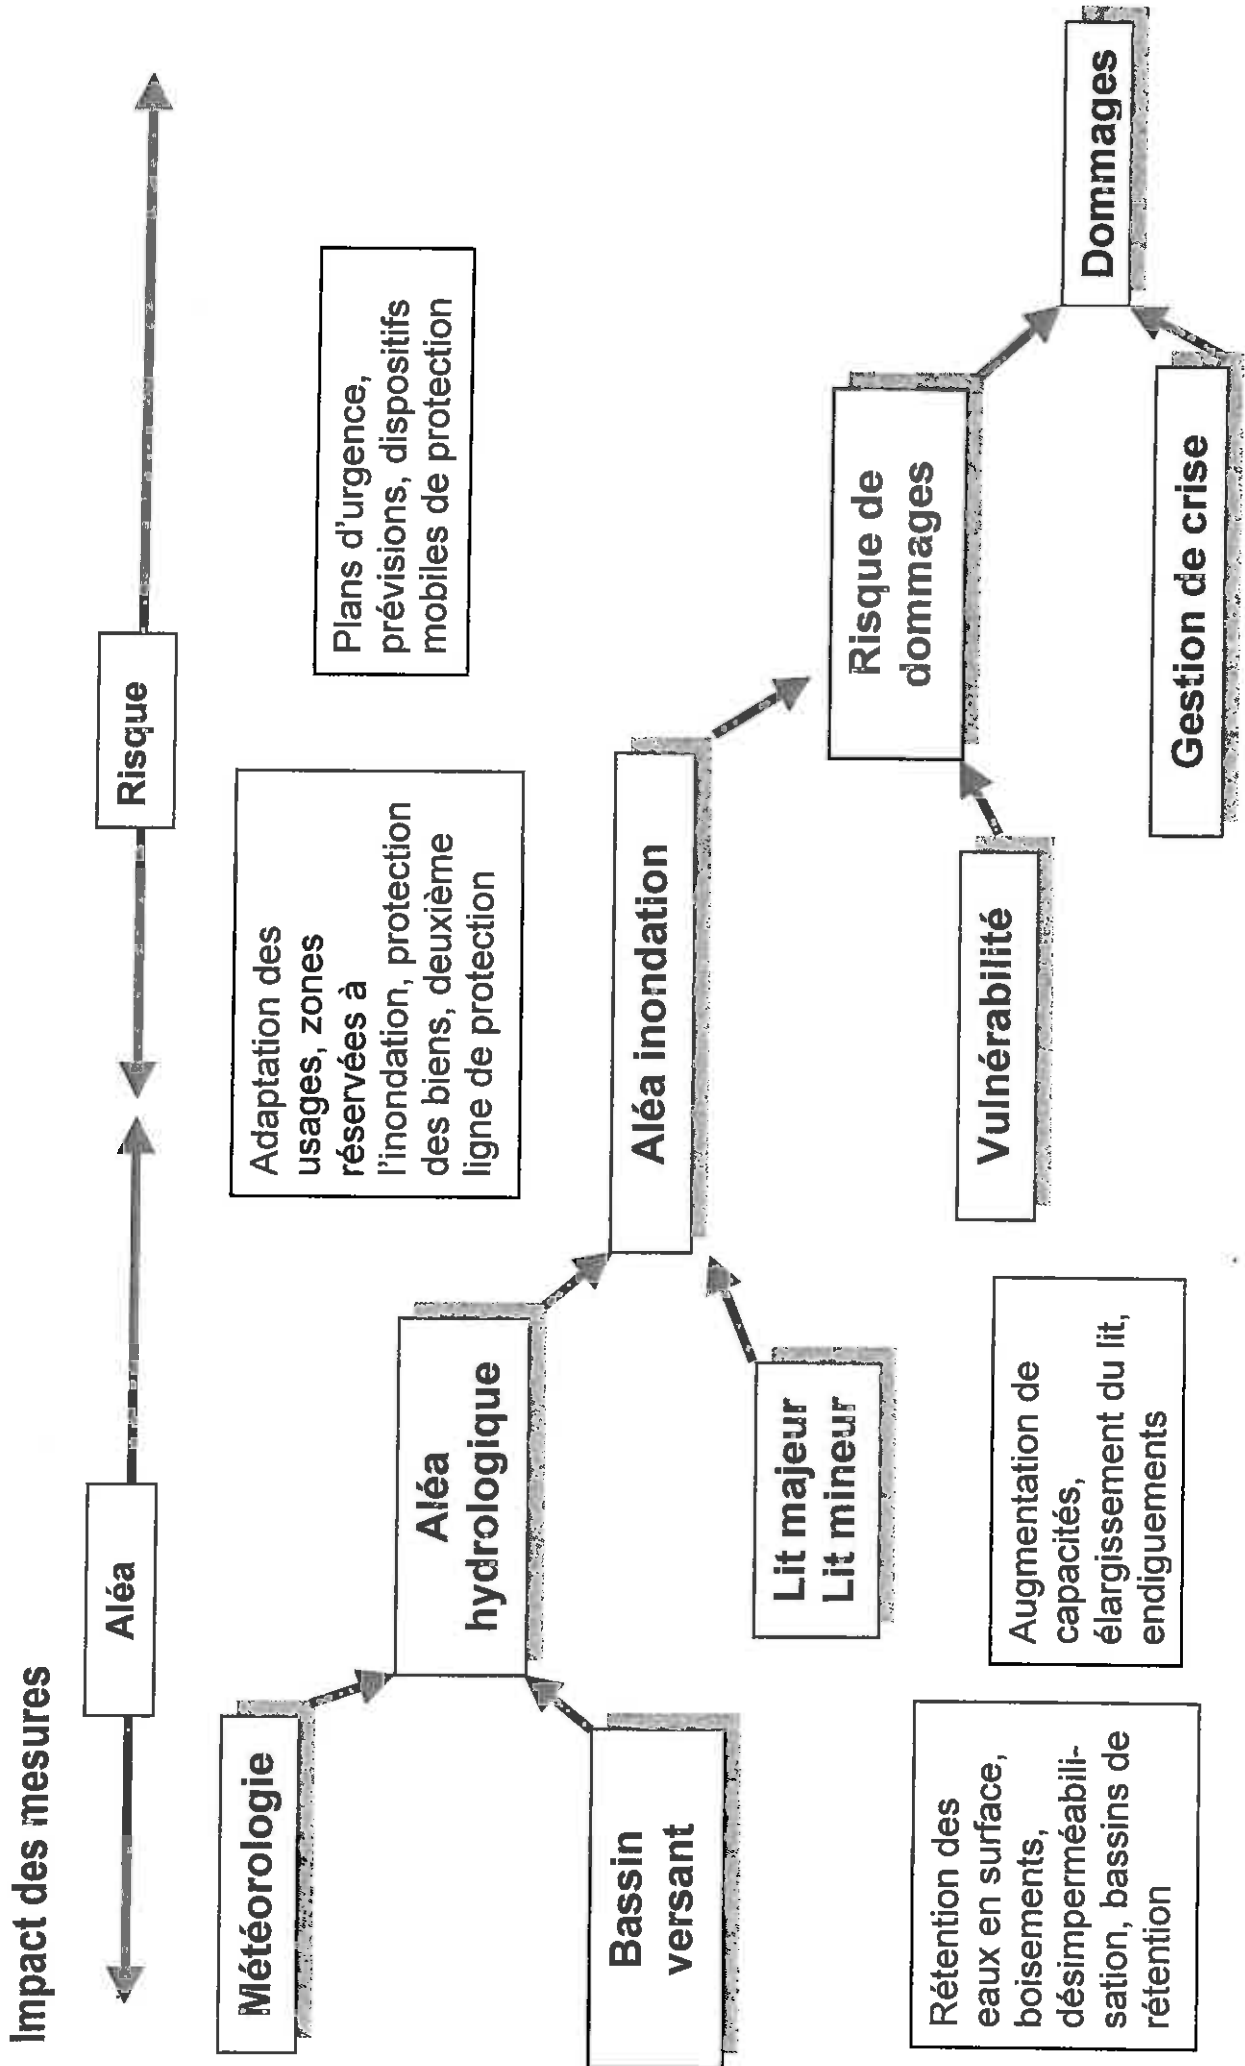 Impact des mesures
Aléa
Risque
Météorologie
Aléa
hydrologique
Bassin
versant
Adaptation des
usages, zones
réservées à
l'inondation, protection
des biens, deuxième
ligne de protection
Plans d'urgence,
prévisions, dispositifs
mobiles de protection
Aléa inondation
Lit majeur
Lit mineur
Risque de
dommages
Vulnérabilité
Dommages
Gestion de crise
Rétention des
eaux en surface,
boisements,
désimperméabili-
sation, bassins de
rétention
Augmentation de
capacités,
élargissement du lit,
endiguements